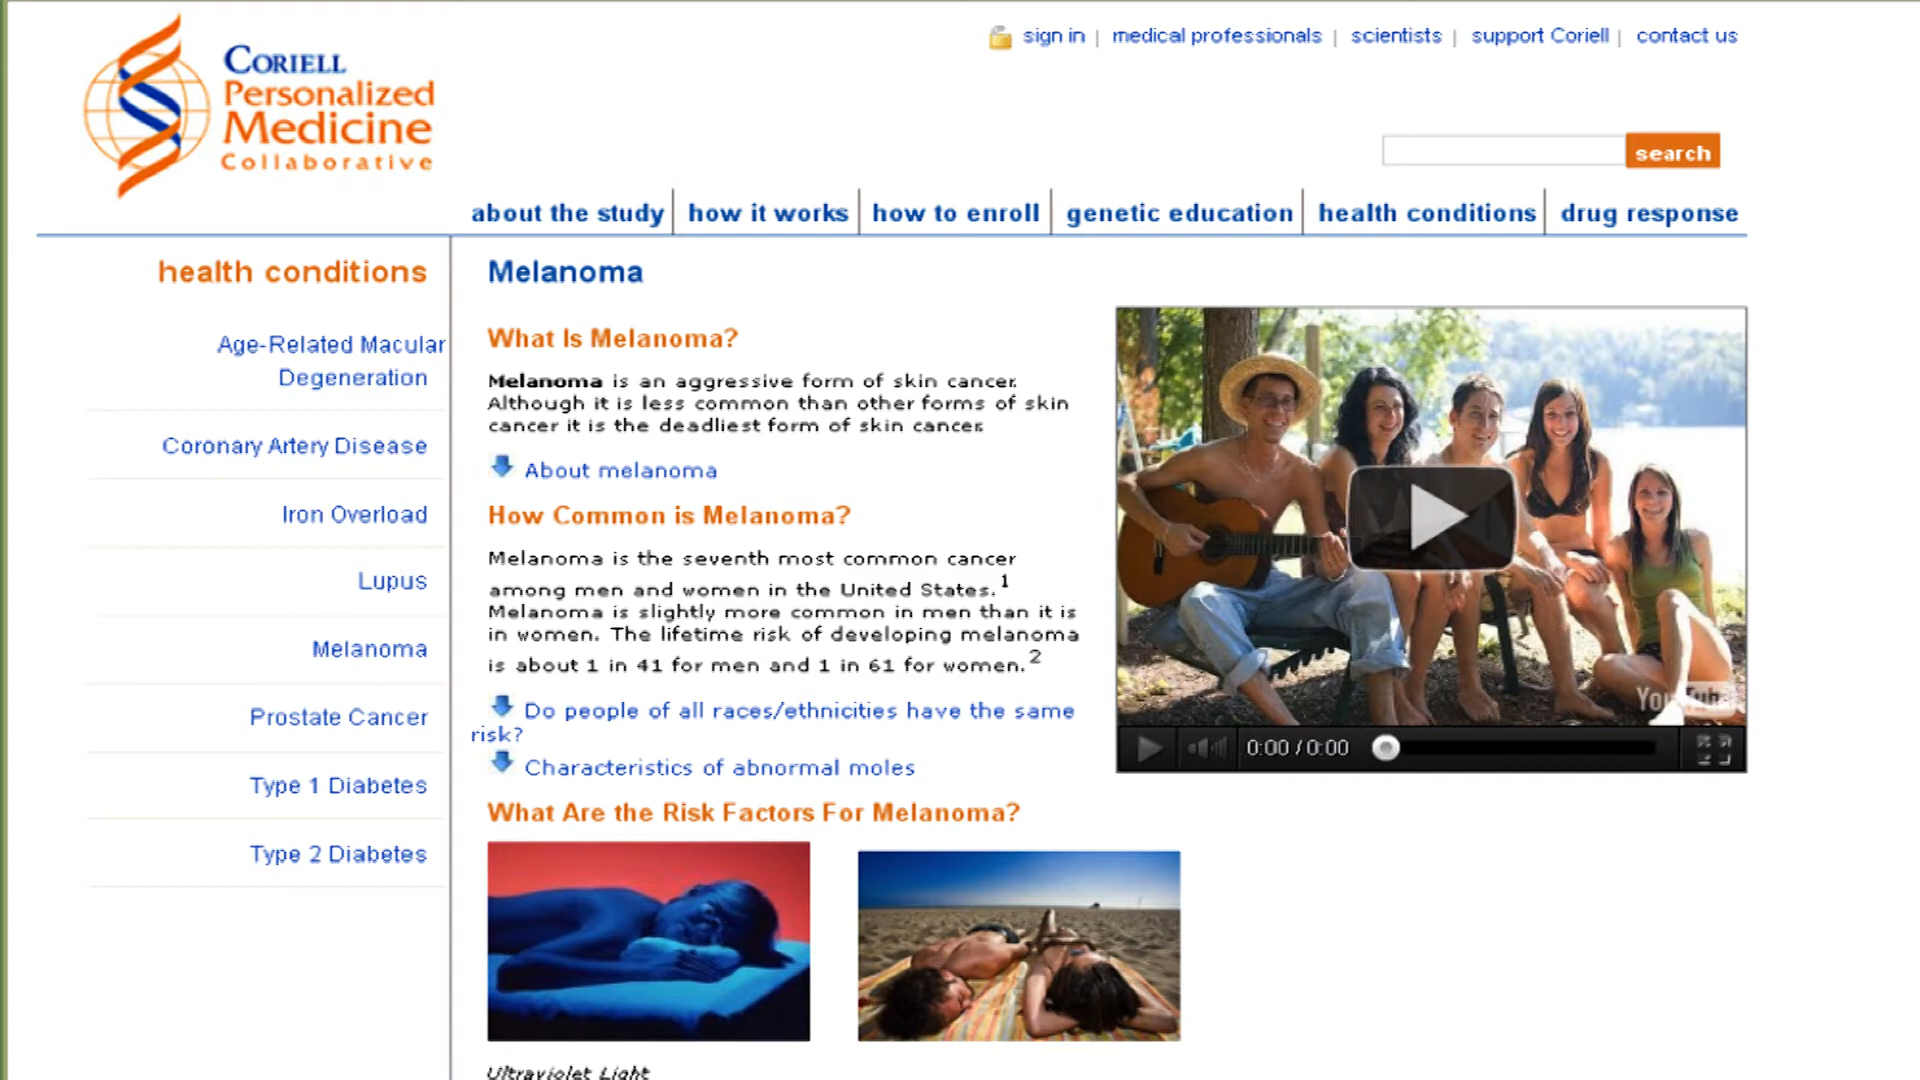 sign in | medical professionals | scientists | support Coriell | contact us
CORIELL
Personalized
Medicine
Collaborative
search
about the study
how it works
how to enroll
genetic education
health conditions
drug response
health conditions
Age-Related Macular
Degeneration
Coronary Artery Disease
Iron Overload
Lupus
Melanoma
Prostate Cancer
Type 1 Diabetes
Type 2 Diabetes
Melanoma
What Is Melanoma?
Melanoma is an aggressive form of skin cancer.
Although it is less common than other forms of skin
cancer it is the deadliest form of skin cancer.
About melanoma
How Common is Melanoma?
Melanoma is the seventh most common cancer
among men and women in the United States.1
Melanoma is slightly more common in men than it is
in women. The lifetime risk of developing melanoma
is about 1 in 41 for men and 1 in 61 for women.2
Do people of all races/ethnicities have the same
risk?
Characteristics of abnormal moles
YouTube
0:00 / 0:00
What Are the Risk Factors For Melanoma?
Ultraviolet Light